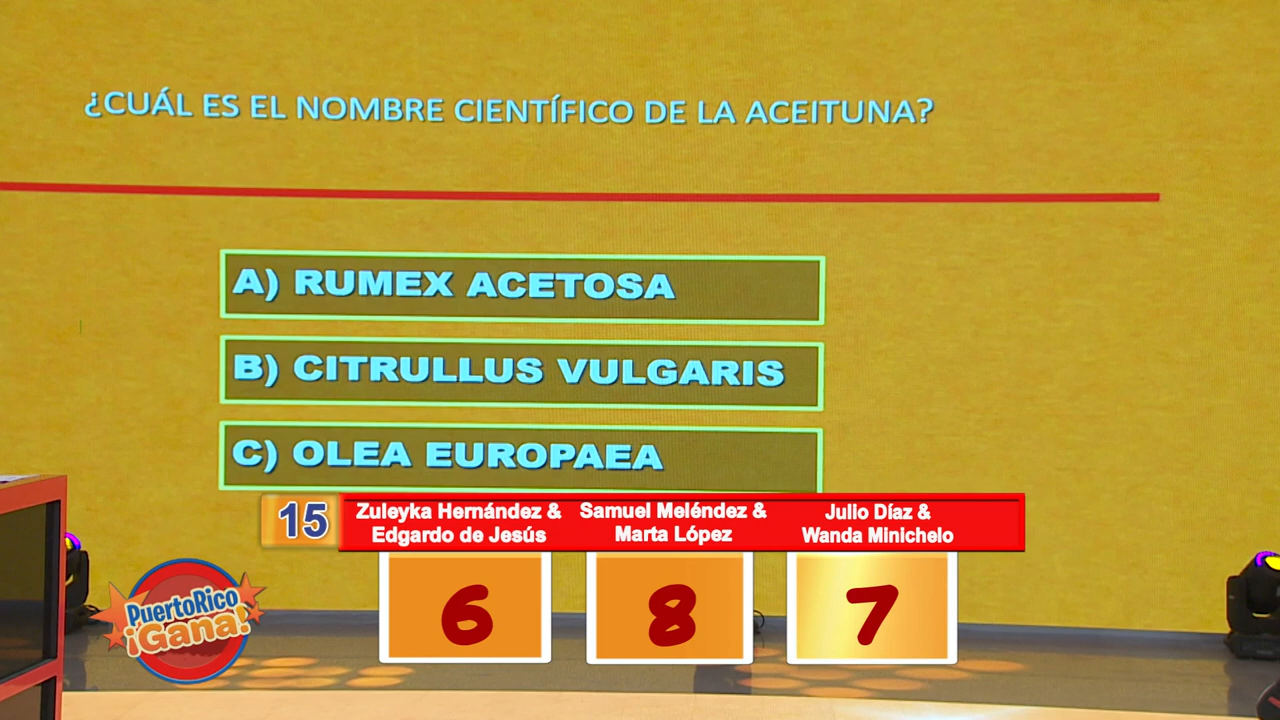 ¿CUÁL ES EL NOMBRE CIENTÍFICO DE LA ACEITUNA?
A) RUMEX ACETOSA
B) CITRULLUS VULGARIS
C) OLEA EUROPAEA
15
Zuleyka Hernández &
Edgardo de Jesús
Samuel Meléndez &
Marta López
Julio Díaz &
Wanda Minichelo
6
8
7
PuertoRico
¡Gana!